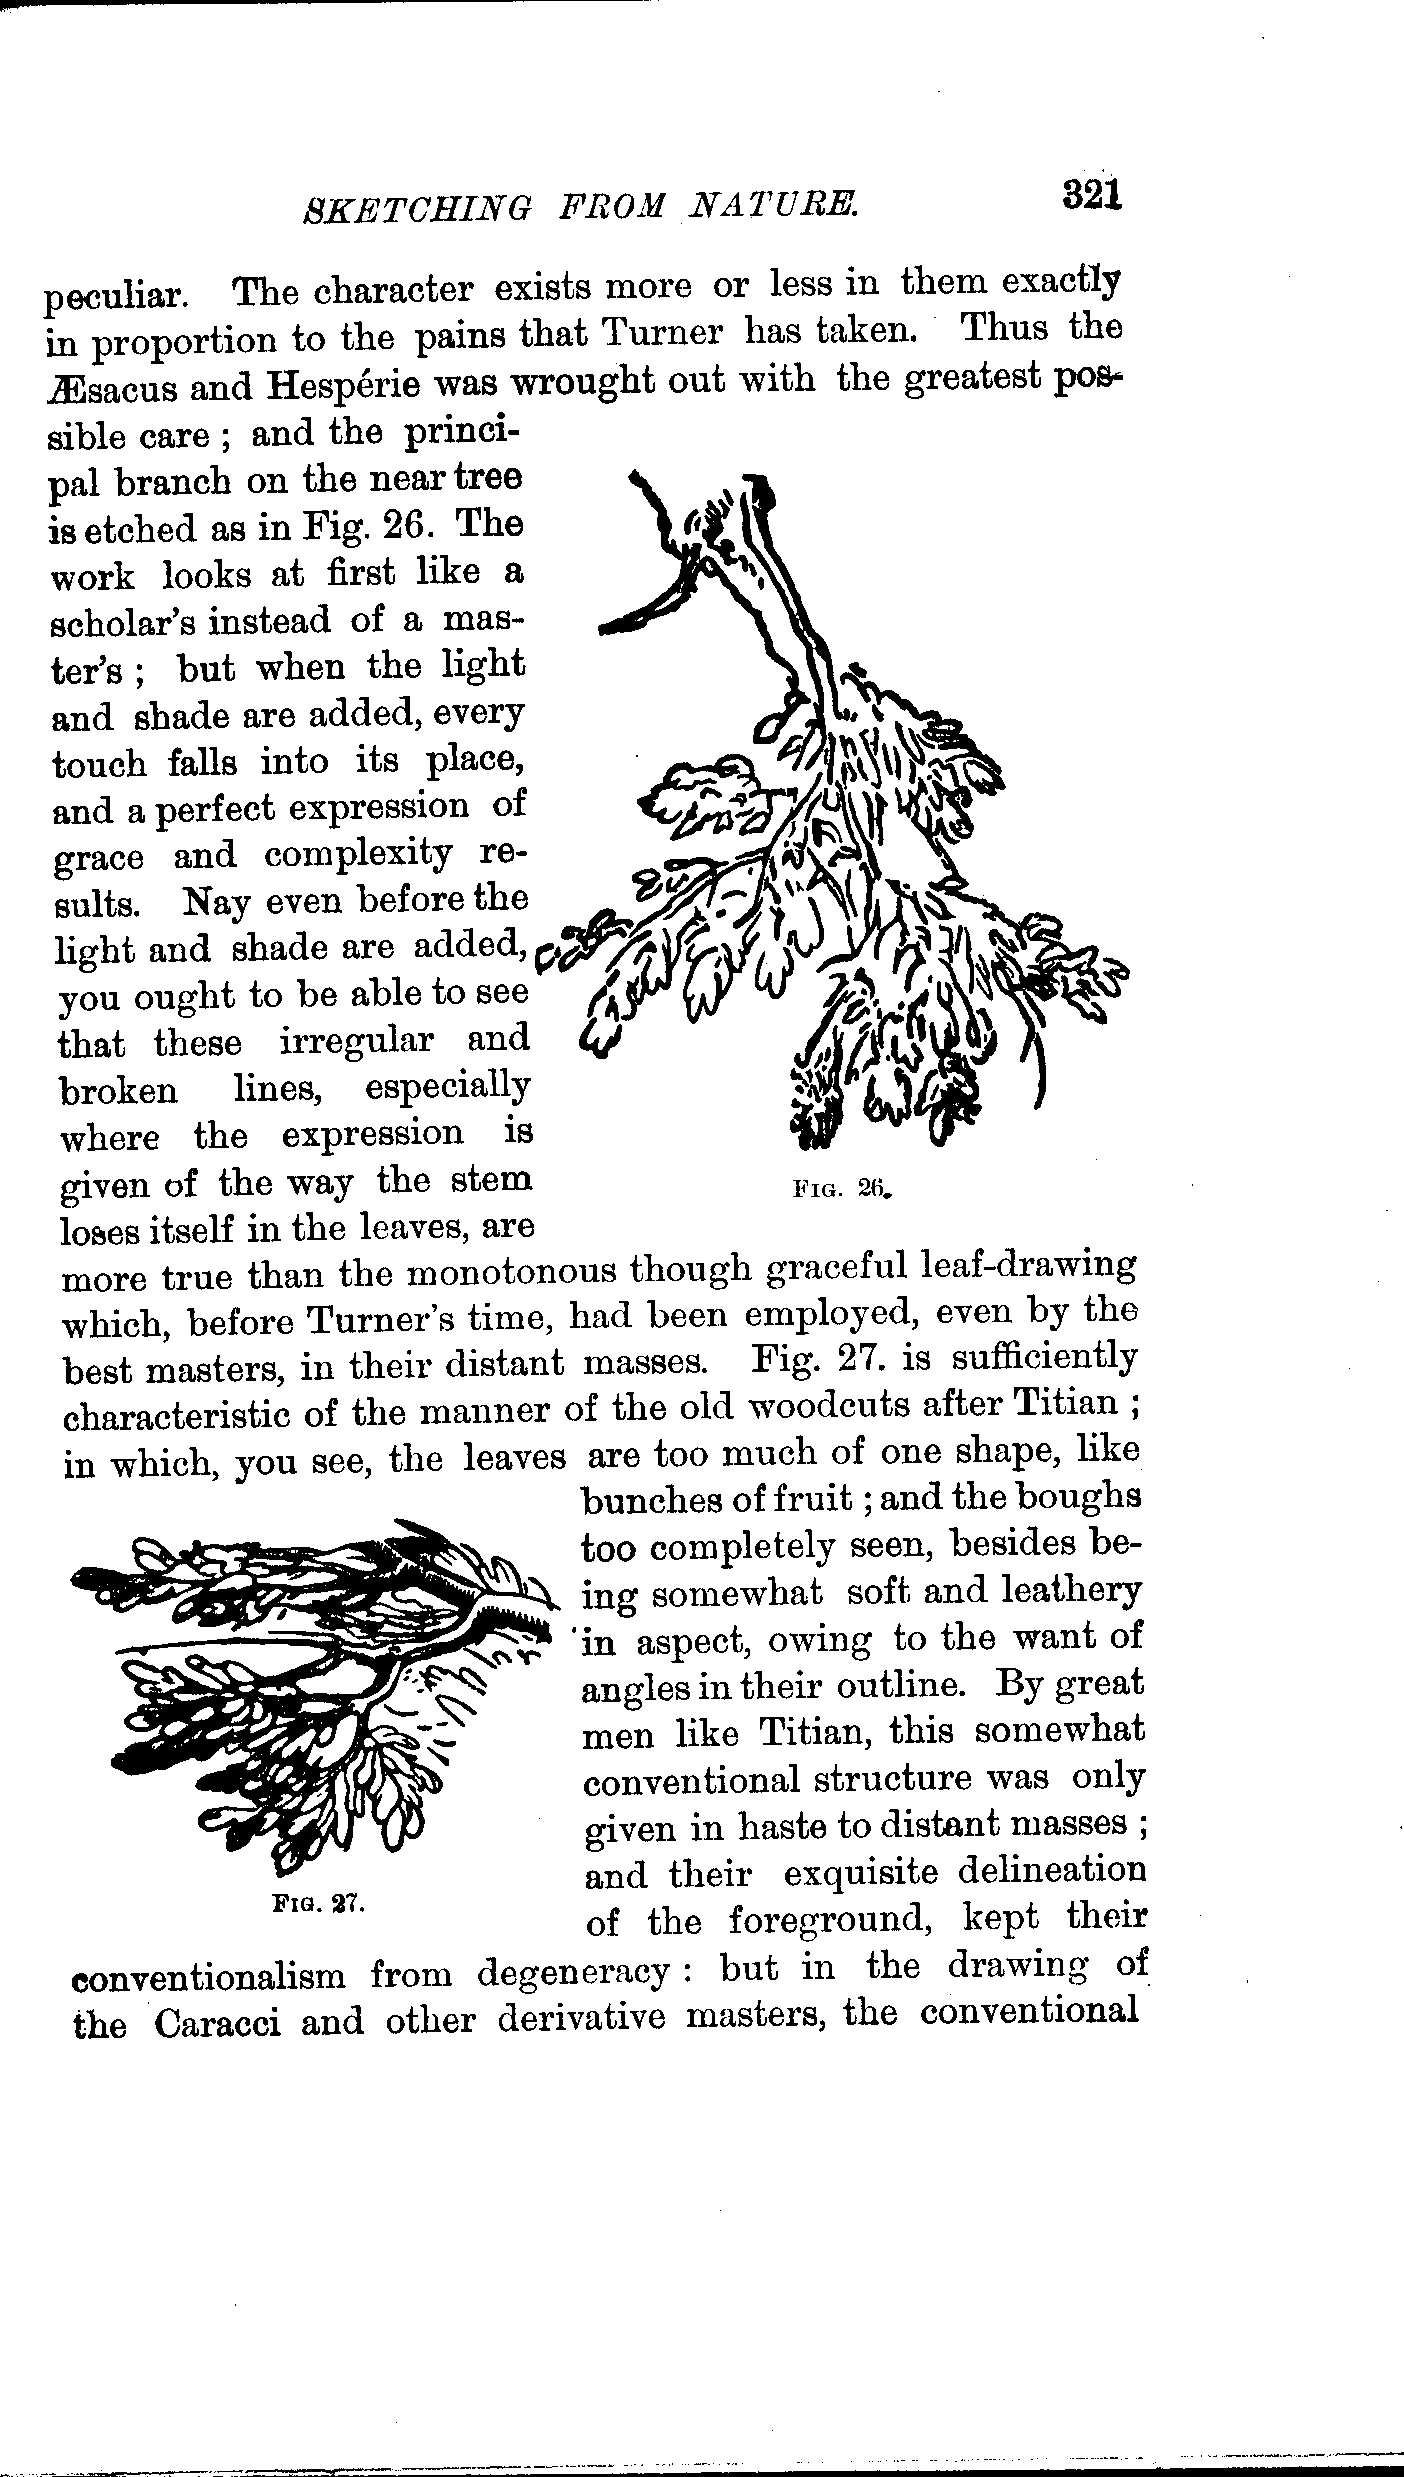 SKETCHING FROM NATURE. 321
peculiar. The character exists more or less in them exactly
in proportion to the pains that Turner has taken. Thus the
Æsacus and Hespérie was wrought out with the greatest pos-
sible care ; and the princi-
pal branch on the near tree
is etched as in Fig. 26. The
work looks at first like a
scholar's instead of a mas-
ter's ; but when the light
and shade are added, every
touch falls into its place,
and a perfect expression of
grace and complexity re-
sults. Nay even before the
light and shade are added,
you ought to be able to see
that these irregular and
broken lines, especially
where the expression is
given of the way the stem
loses itself in the leaves, are
FIG. 26.
more true than the monotonous though graceful leaf-drawing
which, before Turner's time, had been employed, even by the
best masters, in their distant masses. Fig. 27. is sufficiently
characteristic of the manner of the old woodcuts after Titian ;
in which, you see, the leaves are too much of one shape, like
bunches of fruit ; and the boughs
too completely seen, besides be-
ing somewhat soft and leathery
in aspect, owing to the want of
angles in their outline. By great
men like Titian, this somewhat
conventional structure was only
given in haste to distant masses ;
and their exquisite delineation
of the foreground, kept their
FIG. 27.
conventionalism from degeneracy : but in the drawing of
the Caracci and other derivative masters, the conventional